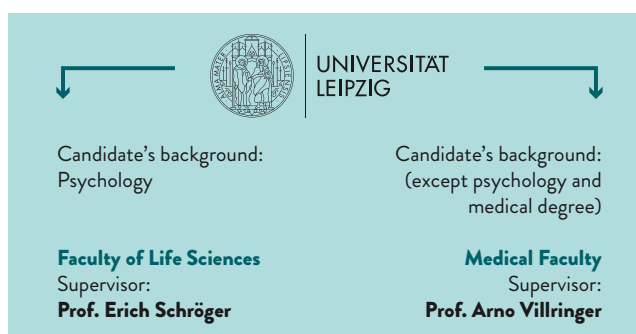 UNIVERSITÄT
LEIPZIG
Candidate's background:
Psychology
Faculty of Life Sciences
Supervisor:
Prof. Erich Schröger
Candidate's background:
(except psychology and
medical degree)
Medical Faculty
Supervisor:
Prof. Arno Villringer